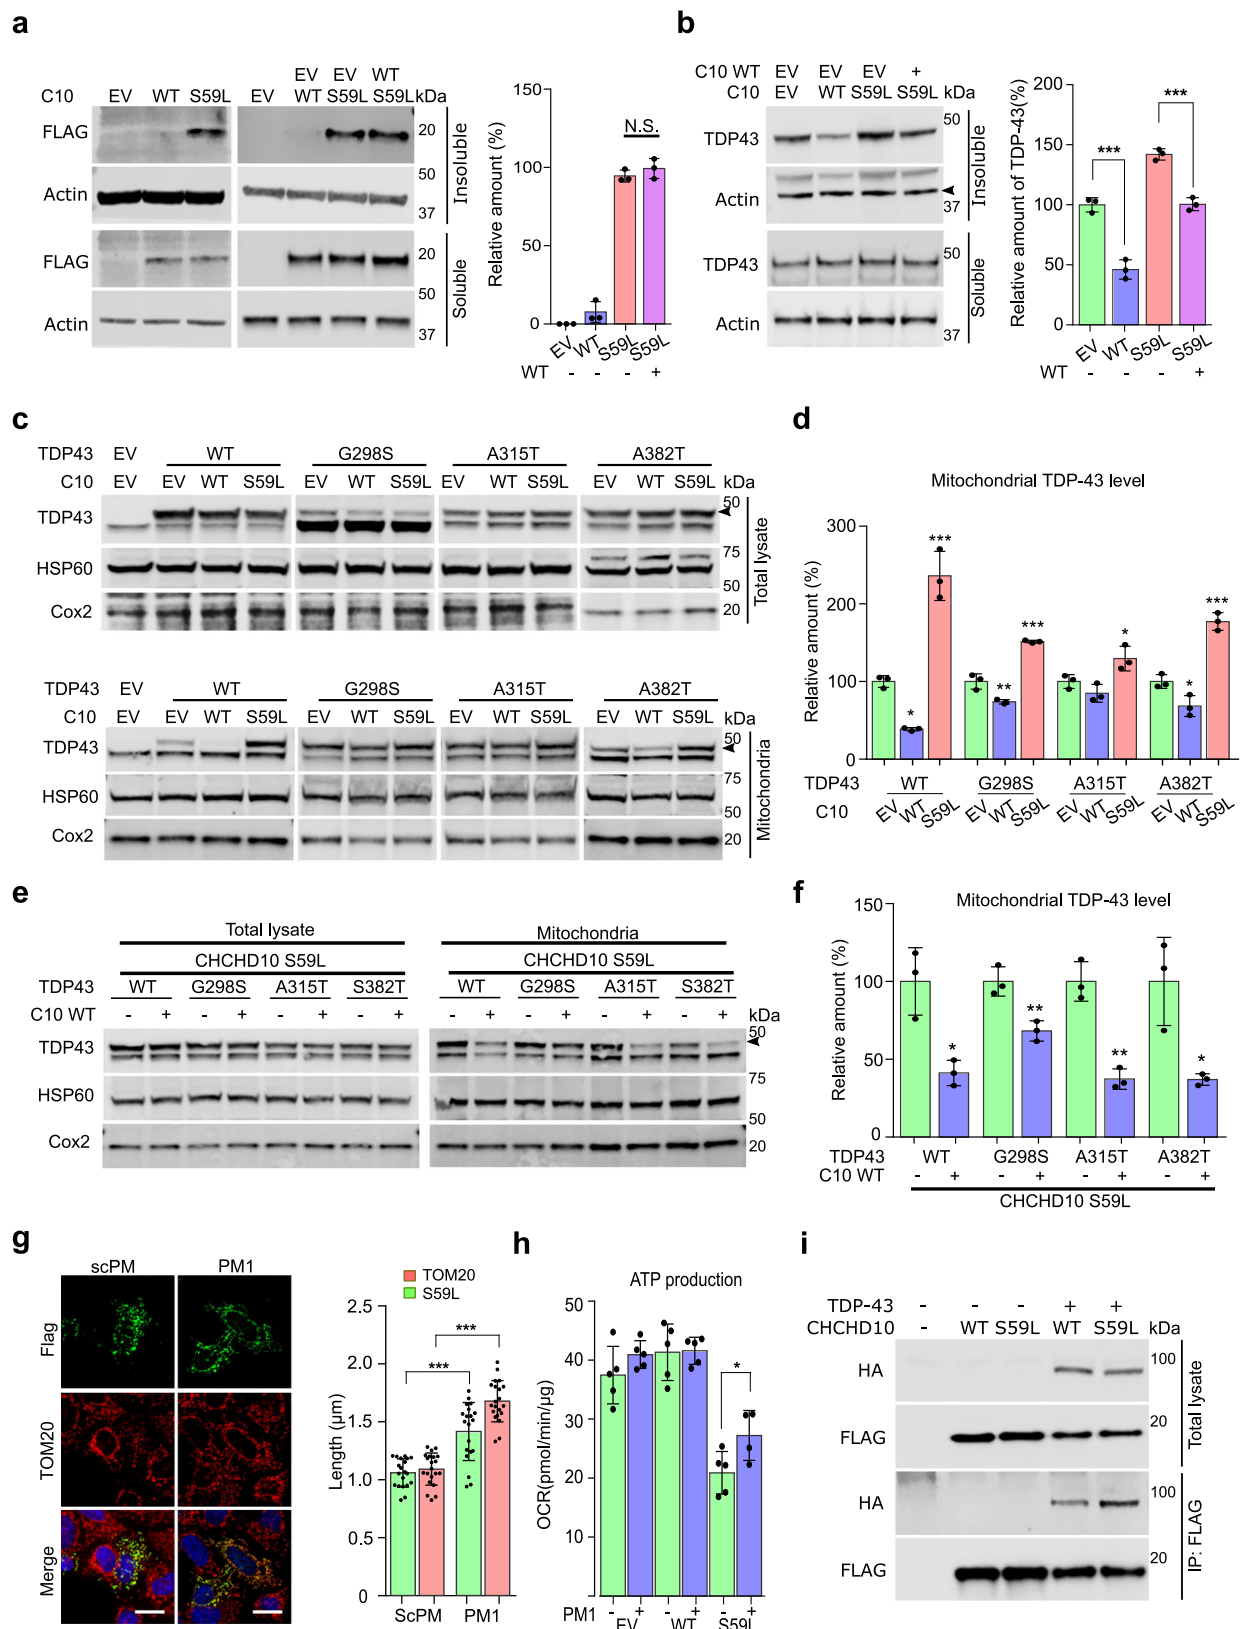 a
EV EV WT
C10 EV WT S59L EV WT S59L S59L kDa
FLAG 20
Actin 50
37
Insoluble
FLAG 20
Actin 50
37
Soluble
Relative amount (%)
150
100
50
0
N.S.
EV WT S59L S59L
WT - - - +
b
C10 WT EV EV EV +
C10 EV WT S59L S59L kDa
TDP43 50
Actin 37
Insoluble
TDP43 50
Actin 37
Soluble
Relative amount of TDP-43(%)
200
150
100
50
0
*** ***
EV WT S59L S59L
WT - - - +
c
TDP43 EV WT G298S A315T A382T
C10 EV EV WT S59L EV WT S59L EV WT S59L EV WT S59L kDa
TDP43 50
HSP60 75
50
Cox2 20
Total lysate
TDP43 EV WT G298S A315T A382T
C10 EV EV WT S59L EV WT S59L EV WT S59L EV WT S59L kDa
TDP43 50
HSP60 75
50
Cox2 20
Mitochondria
d
Mitochondrial TDP-43 level
Relative amount (%)
300
200
100
0
* *** ** *** * * ***
TDP43 WT G298S A315T A382T
C10 EV WT S59L EV WT S59L EV WT S59L EV WT S59L
e
Total lysate Mitochondria
CHCHD10 S59L CHCHD10 S59L
TDP43 WT G298S A315T S382T WT G298S A315T S382T
C10 WT - + - + - + - + - + - + - + - + kDa
TDP43 50
HSP60 75
50
Cox2 20
f
Mitochondrial TDP-43 level
Relative amount (%)
150
100
50
0
* ** ** *
TDP43 WT G298S A315T A382T
C10 WT - + - + - + - +
CHCHD10 S59L
g
scPM PM1
Flag
TOM20
Merge
TOM20
S59L
Length (μm)
2.5
2.0
1.5
1.0
0.5
0
*** ***
ScPM PM1
h
ATP production
OCR(pmol/min/μg)
50
40
30
20
10
*
PM1 - + - + - +
EV WT S59L
i
TDP-43 - - - + +
CHCHD10 - WT S59L WT S59L kDa
HA 100
FLAG 20
Total lysate
HA 100
FLAG 20
IP: FLAG